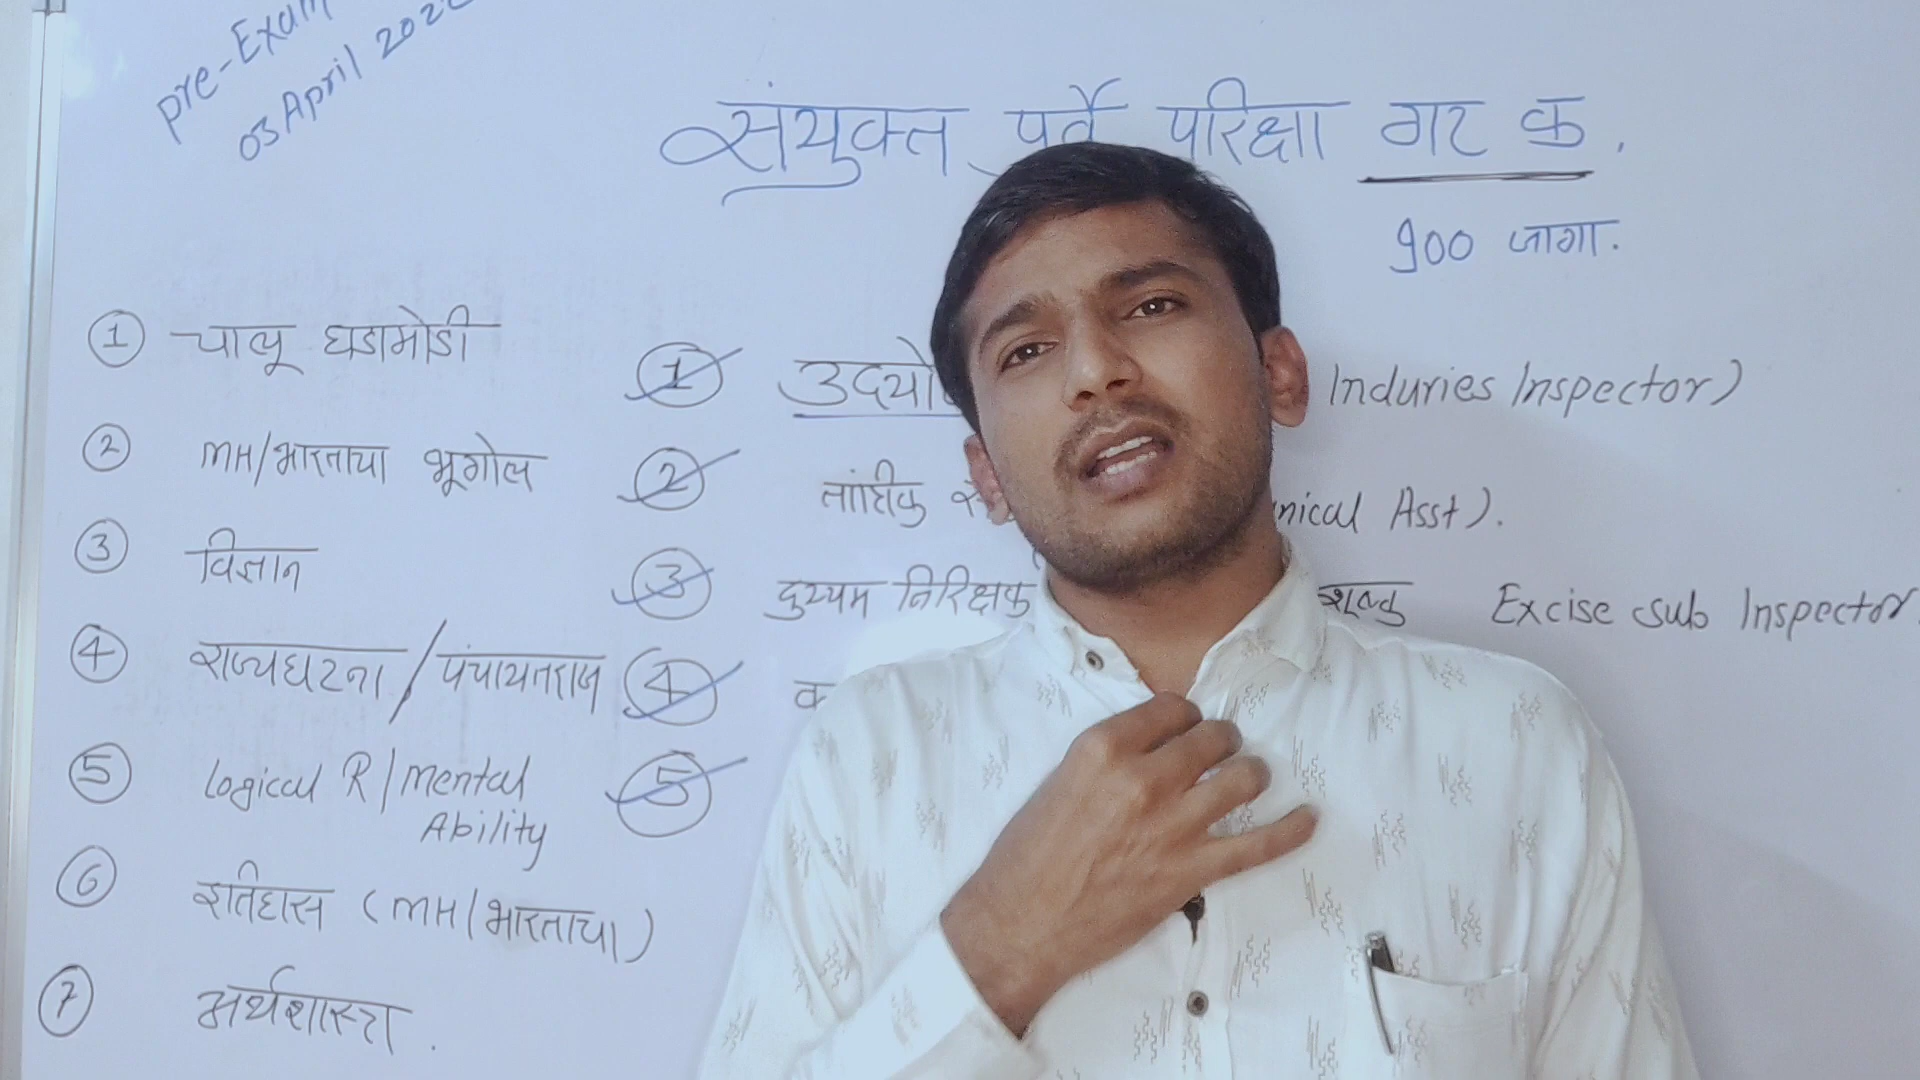 pre-Exam
03 April 202
संयुक्त पुर्व परिक्षा गट क.
900 जागा.
1 चालू घडामोडी
2 MH/भारताचा भूगोल
3 विज्ञान
4 राज्यघटना/पंचायतराज
5 Logical R/Mental
Ability
6 इतिहास (MH/भारताचा)
7 अर्थशास्त्र.
1 उदयो Induries Inspector)
2 तांत्रिक nical Asst).
3 दुय्यम निरिक्षक शुल्क Excise Sub Inspector
4 क
5